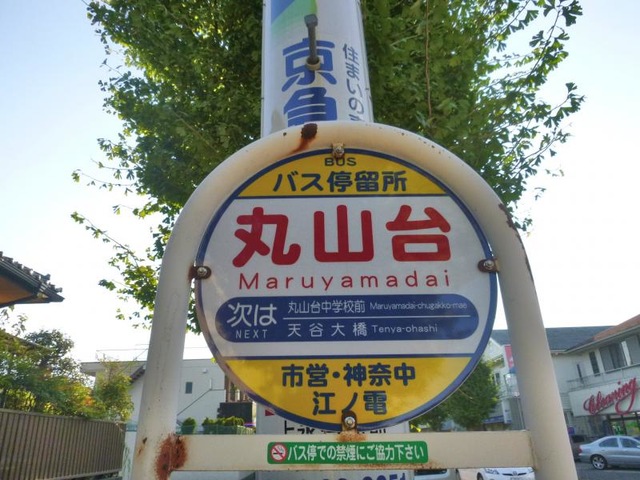 京急
住まいの
BUS
バス停留所
丸山台
Maruyamadai
次は
NEXT
丸山台中学校前 Maruyamadai-chugakko-mae
天谷大橋 Tenya-ohashi
市営・神奈中
江ノ電
バス停での禁煙にご協力下さい
Cleaning